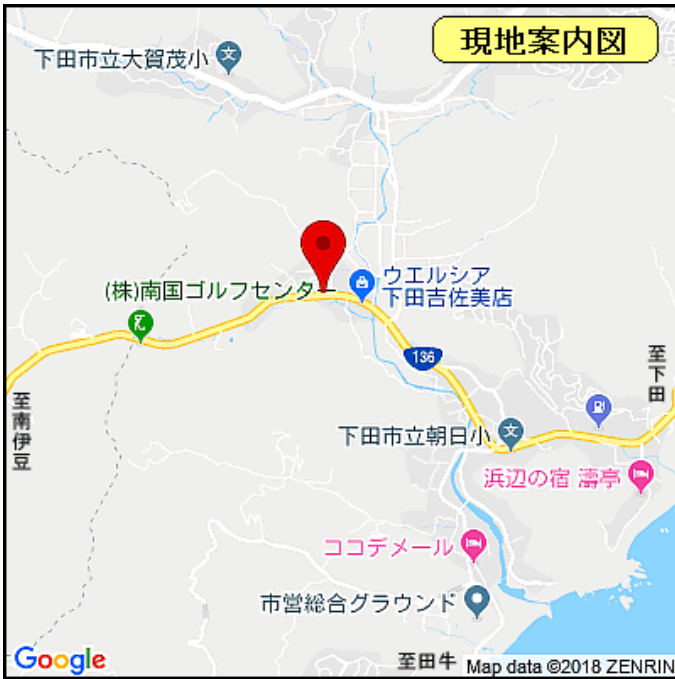 現地案内図
下田市立大賀茂小
文
ウエルシア
下田吉佐美店
(株)南国ゴルフセンター
136
至下田
至南伊豆
下田市立朝日小
文
浜辺の宿 濤亭
ココデメール
市営総合グラウンド
至田牛
Google
Map data ©2018 ZENRIN